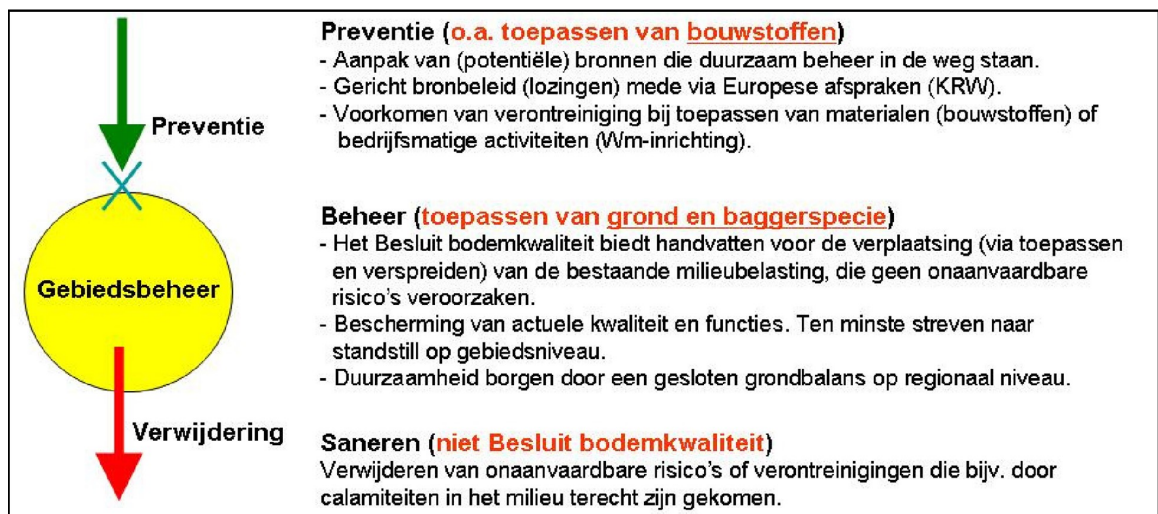 Preventie (o.a. toepassen van bouwstoffen)
- Aanpak van (potentiële) bronnen die duurzaam beheer in de weg staan.
- Gericht bronbeleid (lozingen) mede via Europese afspraken (KRW).
- Voorkomen van verontreiniging bij toepassen van materialen (bouwstoffen) of
bedrijfsmatige activiteiten (Wm-inrichting).
Preventie
Beheer (toepassen van grond en baggerspecie)
- Het Besluit bodemkwaliteit biedt handvatten voor de verplaatsing (via toepassen
en verspreiden) van de bestaande milieubelasting, die geen onaanvaardbare
risico's veroorzaken.
- Bescherming van actuele kwaliteit en functies. Ten minste streven naar
standstill op gebiedsniveau.
- Duurzaamheid borgen door een gesloten grondbalans op regionaal niveau.
Gebiedsbeheer
Verwijdering
Saneren (niet Besluit bodemkwaliteit)
Verwijderen van onaanvaardbare risico's of verontreinigingen die bijv. door
calamiteiten in het milieu terecht zijn gekomen.